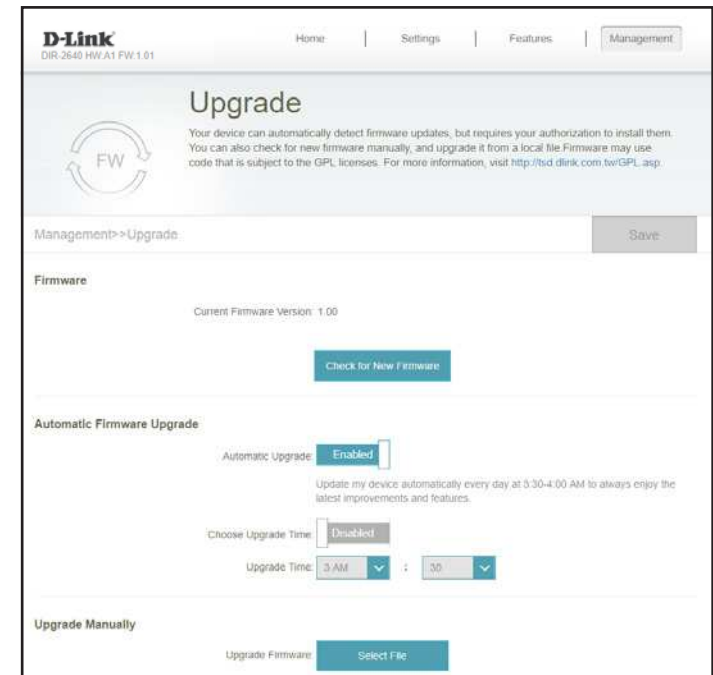 D-Link
Home | Settings | Features | Management
DIR-2640 HW:A1 FW:1.01
Upgrade
Your device can automatically detect firmware updates, but requires your authorization to install them.
You can also check for new firmware manually, and upgrade it from a local file.Firmware may use
code that is subject to the GPL licenses. For more information, visit http://tsd.dlink.com.tw/GPL.asp.
FW
Management>>Upgrade
Save
Firmware
Current Firmware Version: 1.00
Check for New Firmware
Automatic Firmware Upgrade
Automatic Upgrade: Enabled
Update my device automatically every day at 3:30-4:00 AM to always enjoy the
latest improvements and features.
Choose Upgrade Time: Disabled
Upgrade Time: 3 AM : 30
Upgrade Manually
Upgrade Firmware: Select File